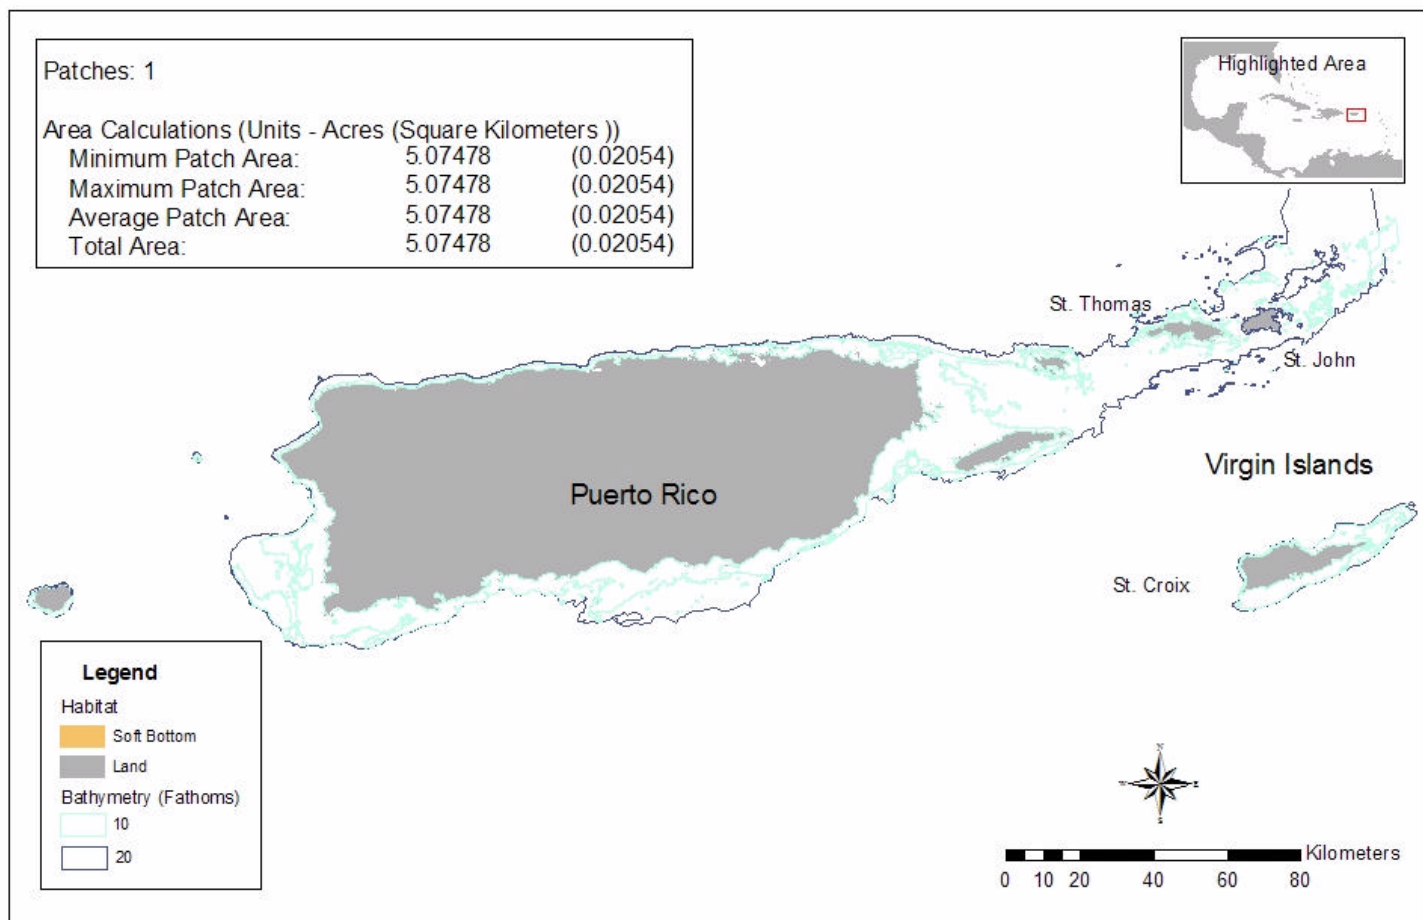 Patches: 1
Area Calculations (Units - Acres (Square Kilometers ))
Minimum Patch Area: 5.07478 (0.02054)
Maximum Patch Area: 5.07478 (0.02054)
Average Patch Area: 5.07478 (0.02054)
Total Area: 5.07478 (0.02054)
Highlighted Area
St. Thomas
St. John
Virgin Islands
Puerto Rico
St. Croix
Legend
Habitat
Soft Bottom
Land
Bathymetry (Fathoms)
10
20
N
W E
S
Kilometers
0 10 20 40 60 80